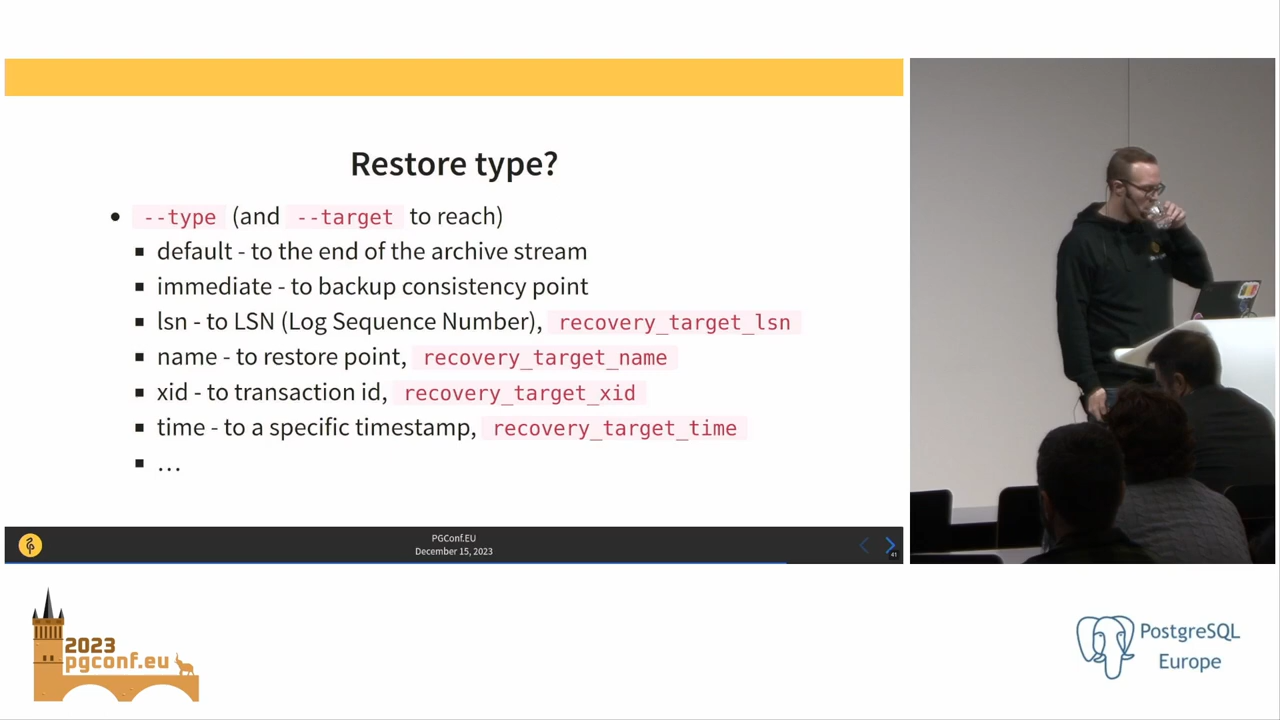 Restore type?
● --type (and --target to reach)
▪ default - to the end of the archive stream
▪ immediate - to backup consistency point
▪ lsn - to LSN (Log Sequence Number), recovery_target_lsn
▪ name - to restore point, recovery_target_name
▪ xid - to transaction id, recovery_target_xid
▪ time - to a specific timestamp, recovery_target_time
▪ …
PGConf.EU
December 15, 2023
41
2023
pgconf.eu
PostgreSQL
Europe